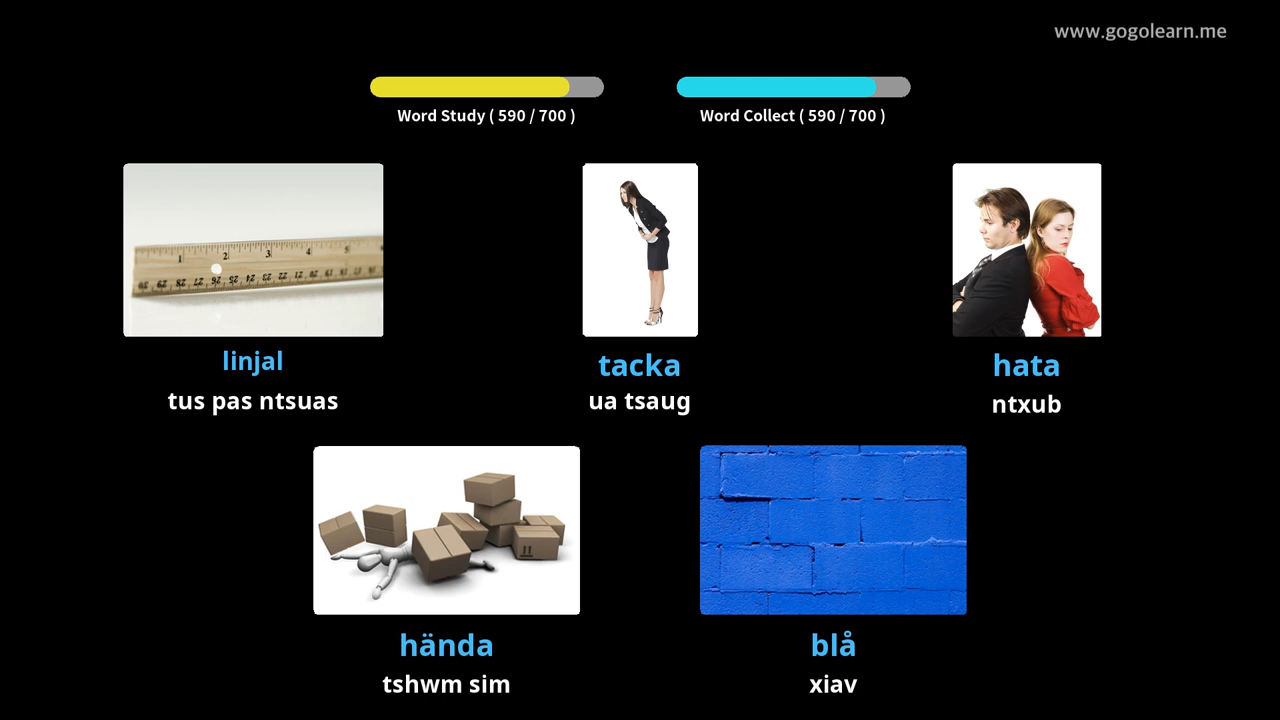 www.gogolearn.me
Word Study ( 590 / 700 )
Word Collect ( 590 / 700 )
linjal
tus pas ntsuas
tacka
ua tsaug
hata
ntxub
hända
tshwm sim
blå
xiav